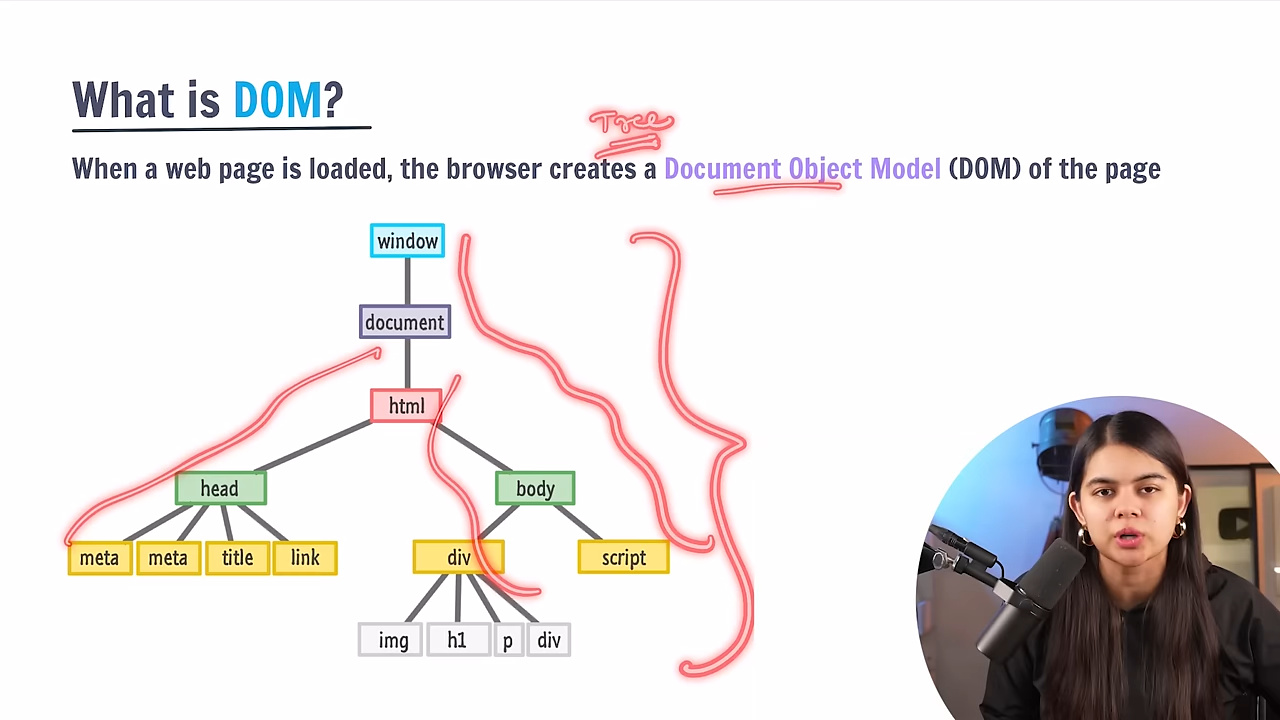 What is DOM?
Tree
When a web page is loaded, the browser creates a Document Object Model (DOM) of the page
window
document
html
head body
meta meta title link div script
img h1 p div